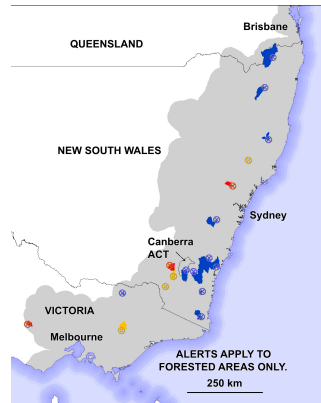 Brisbane
QUEENSLAND
NEW SOUTH WALES
Sydney
Canberra
ACT
VICTORIA
Melbourne
ALERTS APPLY TO
FORESTED AREAS ONLY.
250 km